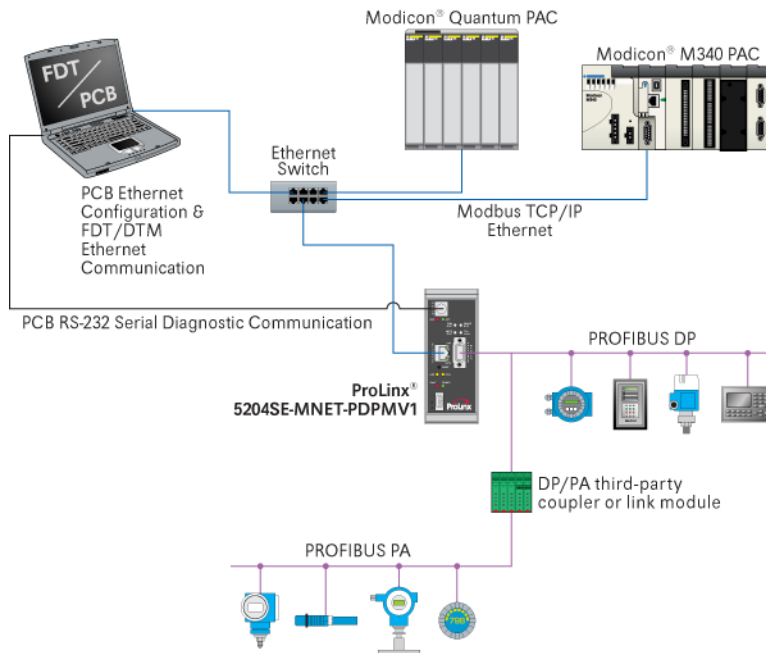 Modicon® Quantum PAC
Modicon® M340 PAC
FDT
PCB
Ethernet
Switch
PCB Ethernet
Configuration &
FDT/DTM
Ethernet
Communication
Modbus TCP/IP
Ethernet
PCB RS-232 Serial Diagnostic Communication
PROFIBUS DP
ProLinx®
5204SE-MNET-PDPMV1
ProLinx
DP/PA third-party
coupler or link module
PROFIBUS PA